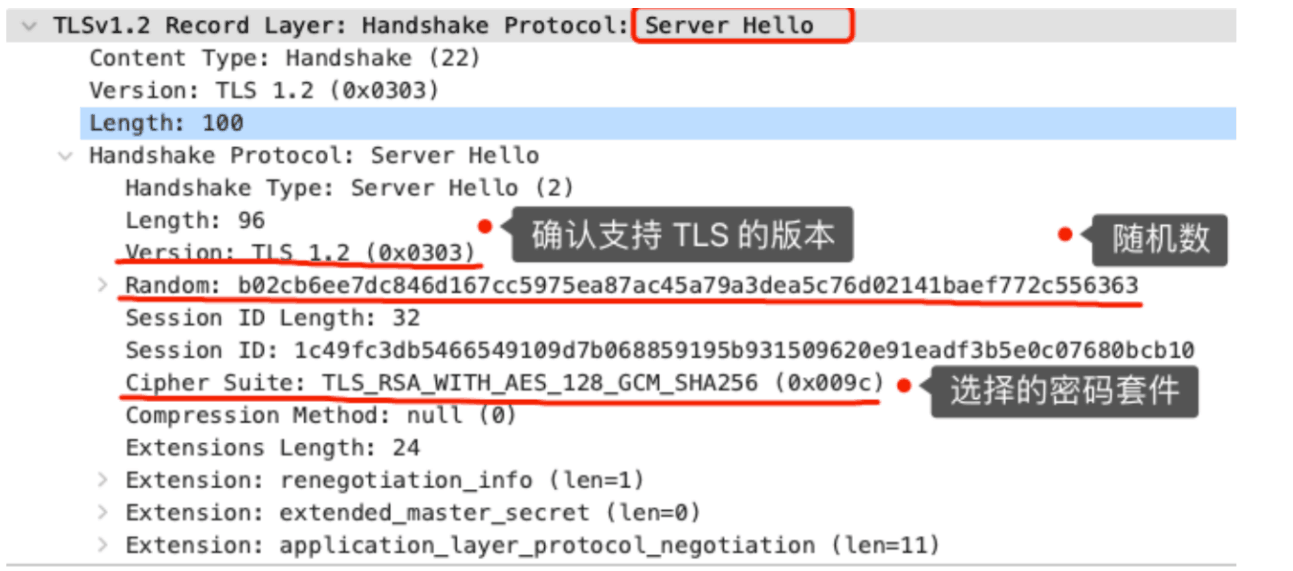 TLSv1.2 Record Layer: Handshake Protocol: Server Hello
Content Type: Handshake (22)
Version: TLS 1.2 (0x0303)
Length: 100
Handshake Protocol: Server Hello
Handshake Type: Server Hello (2)
Length: 96
确认支持 TLS 的版本
随机数
Version: TLS 1.2 (0x0303)
Random: b02cb6ee7dc846d167cc5975ea87ac45a79a3dea5c76d02141baef772c556363
Session ID Length: 32
Session ID: 1c49fc3db5466549109d7b068859195b931509620e91eadf3b5e0c07680bcb10
Cipher Suite: TLS_RSA_WITH_AES_128_GCM_SHA256 (0x009c)
选择的密码套件
Compression Method: null (0)
Extensions Length: 24
Extension: renegotiation_info (len=1)
Extension: extended_master_secret (len=0)
Extension: application_layer_protocol_negotiation (len=11)